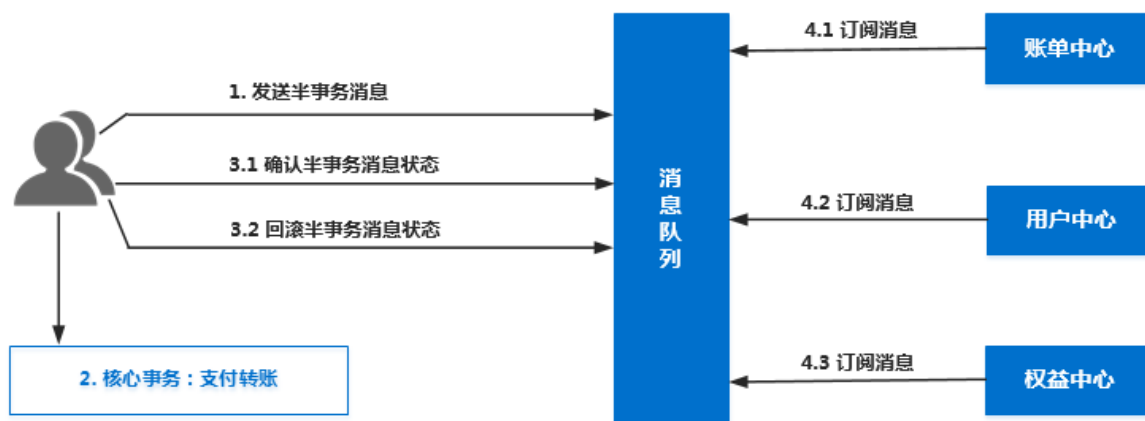 4.1 订阅消息
账单中心
1. 发送半事务消息
3.1 确认半事务消息状态
消息队列
4.2 订阅消息
用户中心
3.2 回滚半事务消息状态
2. 核心事务：支付转账
4.3 订阅消息
权益中心